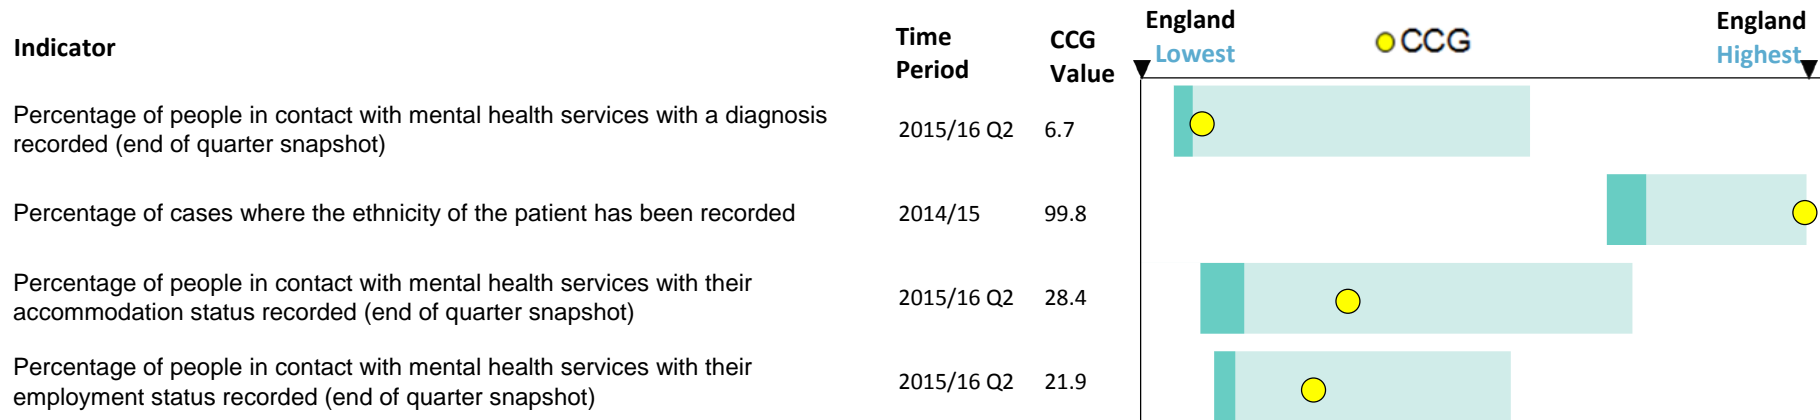 Indicator
Time
Period
CCG
Value
England
Lowest
CCG
England
Highest
Percentage of people in contact with mental health services with a diagnosis
recorded (end of quarter snapshot)
2015/16 Q2
6.7
Percentage of cases where the ethnicity of the patient has been recorded
2014/15
99.8
Percentage of people in contact with mental health services with their
accommodation status recorded (end of quarter snapshot)
2015/16 Q2
28.4
Percentage of people in contact with mental health services with their
employment status recorded (end of quarter snapshot)
2015/16 Q2
21.9